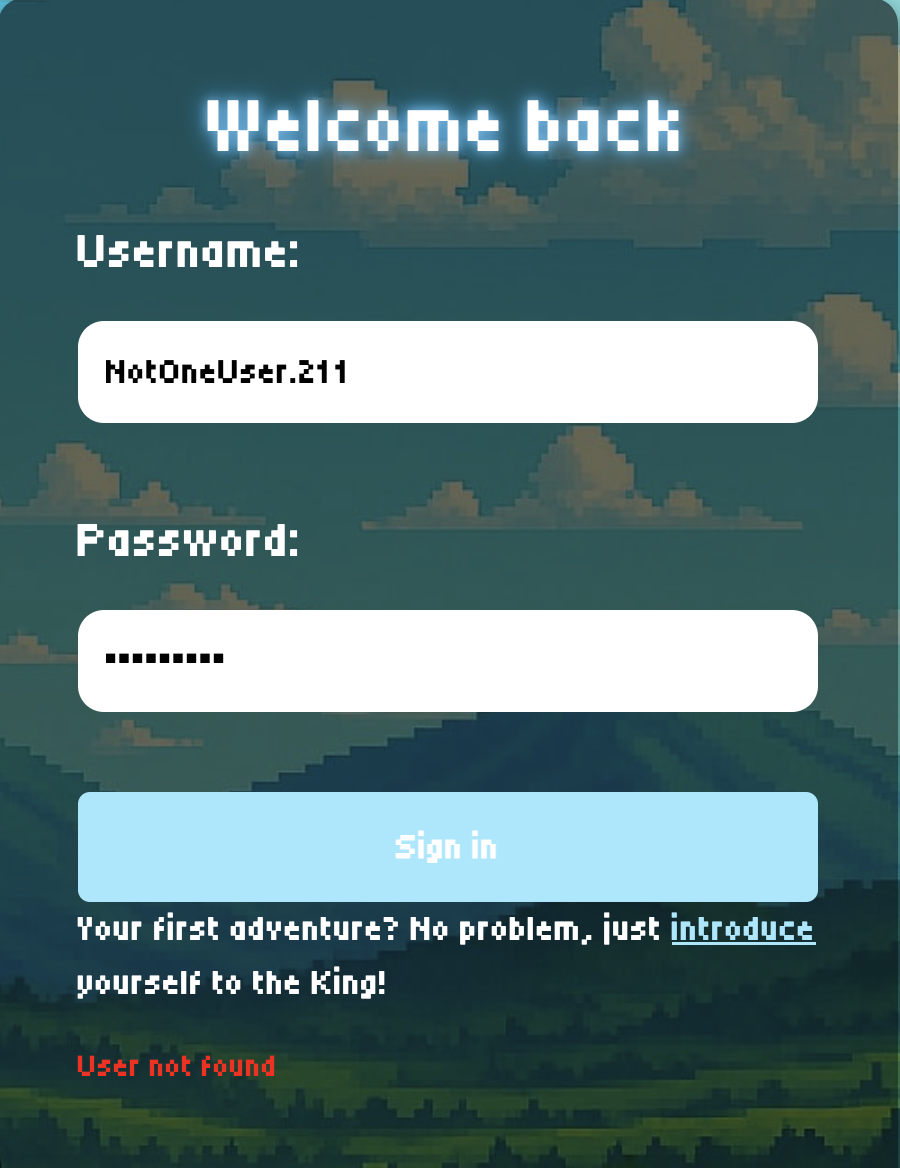 Welcome back
Username:
NotOneUser.211
Password:
Sign in
Your first adventure? No problem, just introduce
yourself to the King!
User not found